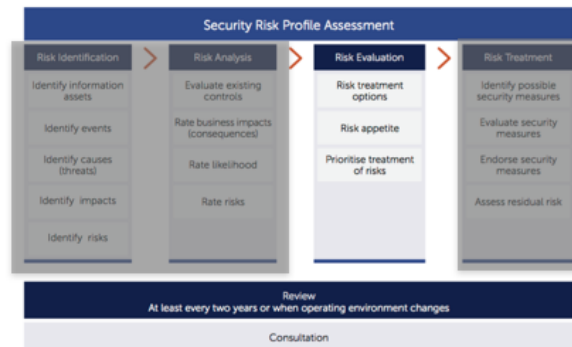 Security Risk Profile Assessment
Risk Identification
Identify information
assets
Identify events
Identify causes
(threats)
Identify impacts
Identify risks
Risk Analysis
Evaluate existing
controls
Rate business impacts
(consequences)
Rate likelihood
Rate risks
Risk Evaluation
Risk treatment
options
Risk appetite
Prioritise treatment
of risks
Risk Treatment
Identify possible
security measures
Evaluate security
measures
Endorse security
measures
Assess residual risk
Review
At least every two years or when operating environment changes
Consultation